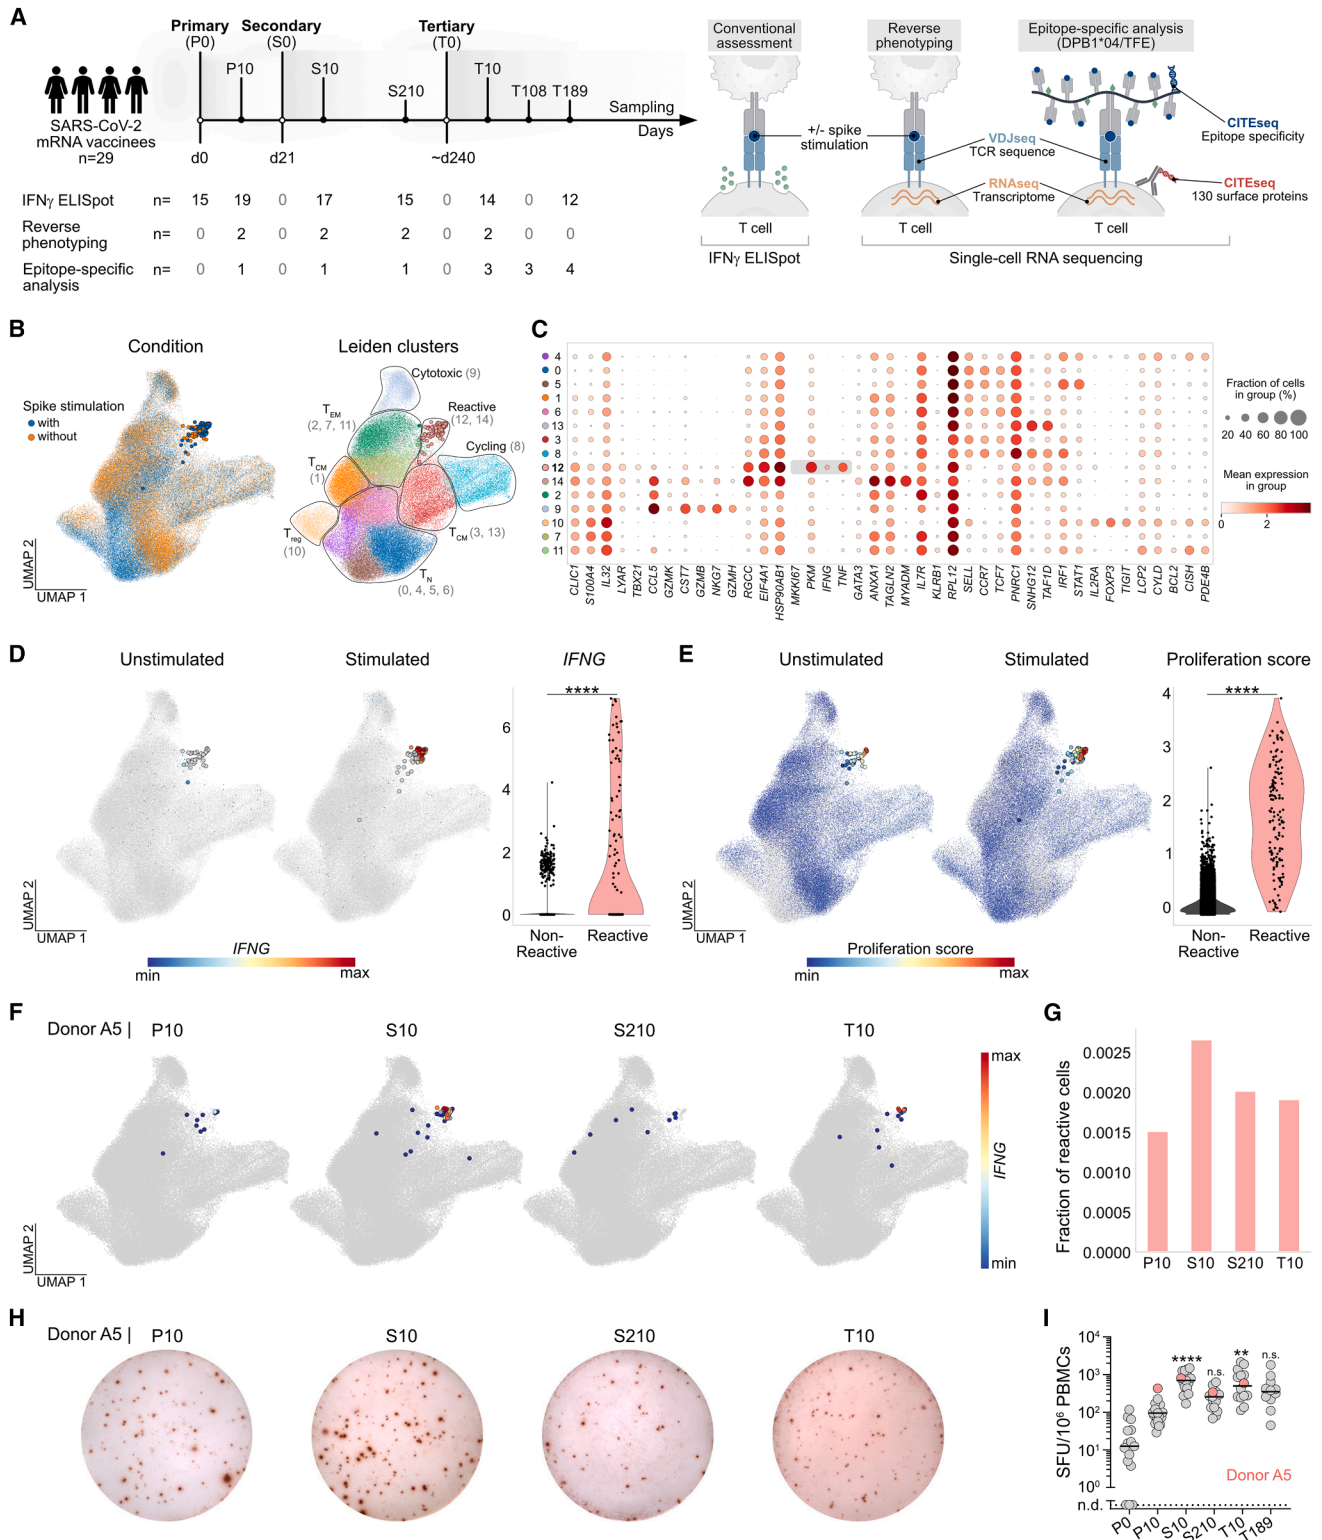 A
Primary
(P0)
Secondary
(S0)
Tertiary
(T0)
P10
S10
S210
T10
T108
T189
Sampling
Days
SARS-CoV-2
mRNA vaccinees
n=29
d0
d21
~d240
IFNγ ELISpot
n=
15
19
0
17
15
0
14
12
Reverse
phenotyping
n=
0
2
0
2
2
0
2
0
0
Epitope-specific
analysis
n=
0
1
0
1
1
0
3
3
4
Conventional
assessment
Reverse
phenotyping
Epitope-specific analysis
(DPB1*04/TFE)
+/- spike
stimulation
VDJseq
TCR sequence
RNAseq
Transcriptome
CITEseq
Epitope specificity
CITEseq
130 surface proteins
T cell
T cell
T cell
IFNγ ELISpot
Single-cell RNA sequencing
B
Condition
Spike stimulation
with
without
UMAP 2
UMAP 1
Leiden clusters
Cytotoxic (9)
TEM
(2, 7, 11)
Reactive
(12, 14)
Cycling (8)
TCM
(1)
Treg
(10)
TCM (3, 13)
TN
(0, 4, 5, 6)
C
4
0
5
1
6
13
3
8
12
14
2
9
10
7
11
CLIC1
S100A4
IL32
LYAR
TBX21
CCL5
GZMK
CST7
GZMB
NKG7
GZMH
RGCC
EIF4A1
HSP90AB1
MKI67
PKM
IFNG
TNF
GATA3
ANXA1
TAGLN2
MYADM
IL7R
KLRB1
RPL12
SELL
CCR7
TCF7
PNRC1
SNHG12
TAF1D
IRF1
STAT1
IL2RA
FOXP3
TIGIT
LCP2
CYLD
BCL2
CISH
PDE4B
Fraction of cells
in group (%)
20 40 60 80 100
Mean expression
in group
0
2
D
Unstimulated
Stimulated
IFNG
****
6
4
2
0
Non-
Reactive
Reactive
UMAP 2
UMAP 1
IFNG
min
max
E
Unstimulated
Stimulated
Proliferation score
****
4
3
2
1
0
Non-
Reactive
Reactive
UMAP 2
UMAP 1
Proliferation score
min
max
F
Donor A5 |
P10
S10
S210
T10
UMAP 2
UMAP 1
max
IFNG
min
G
Fraction of reactive cells
0.0025
0.0020
0.0015
0.0010
0.0005
0.0000
P10
S10
S210
T10
H
Donor A5 |
P10
S10
S210
T10
I
SFU/10⁶ PBMCs
10⁴
10³
10²
10¹
10⁰
n.d.
****
n.s.
**
n.s.
Donor A5
P0
P10
S10
S210
T10
T189